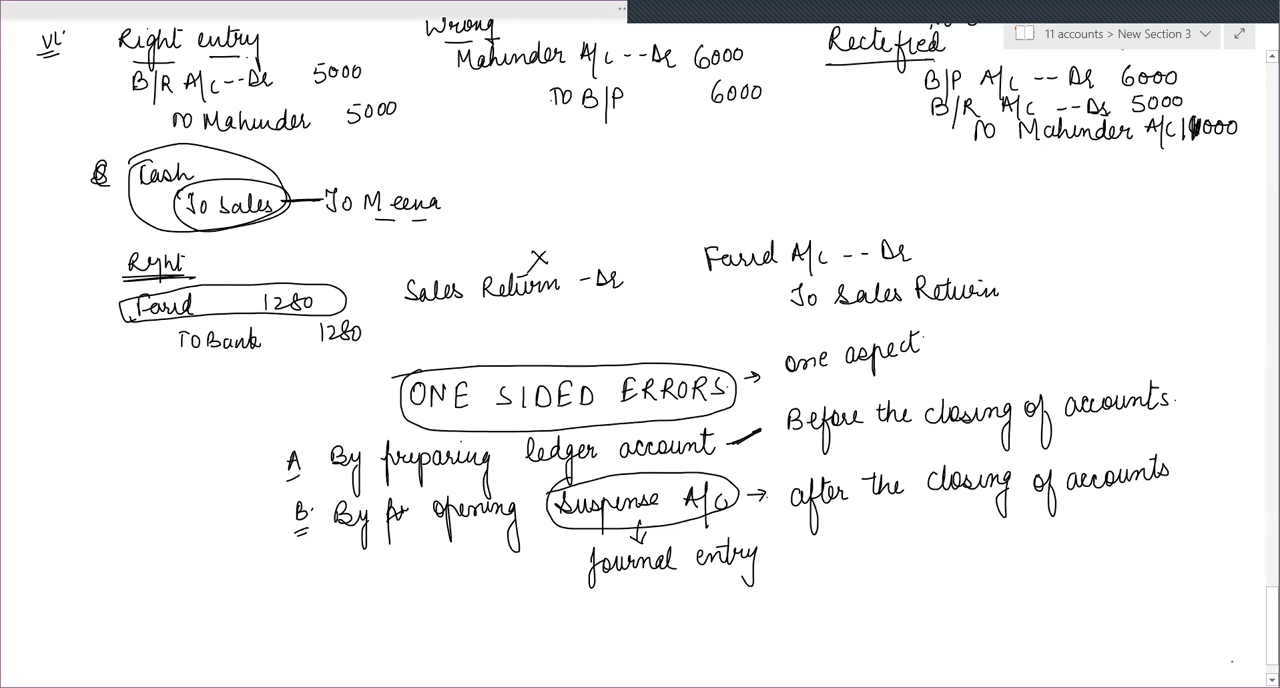 11 accounts > New Section 3
VI.
Right entry
B/R A/c --- Dr 5000
To Mahinder 5000
Wrong
Mahinder A/c --- Dr 6000
To B/P 6000
Rectefied
B/P A/c -- Dr 6000
B/R A/c -- Dr 5000
To Mahinder A/c 11000
Cash
To Sales — To Meena
Right
Farid 1280
To Bank 1280
X
Sales Return - Dr
Farid A/c -- Dr
To Sales Return
ONE SIDED ERRORS → one aspect
A By preparing ledger account — Before the closing of accounts.
B. By opening Suspense A/c → after the closing of accounts
↓
Journal entry